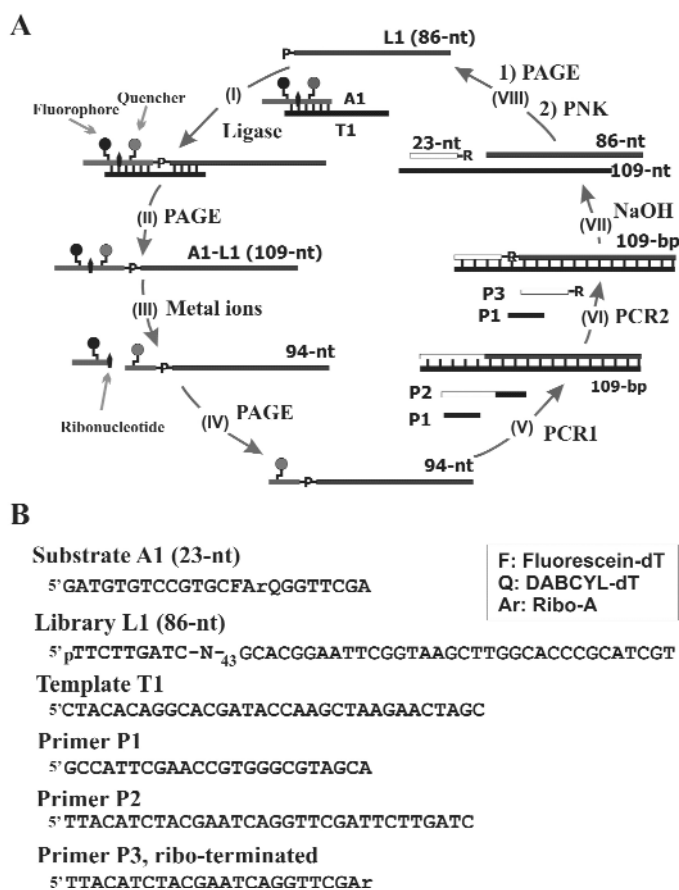 A
L1 (86-nt)
P
1) PAGE
(VIII)
2) PNK
(I)
A1
T1
Ligase
Fluorophore
Quencher
P
23-nt
R
86-nt
109-nt
(II)
PAGE
(VII)
NaOH
109-bp
R
A1-L1 (109-nt)
P
P3
R
P1
(VI)
PCR2
(III)
Metal ions
94-nt
P
109-bp
P2
P1
Ribonucleotide
(IV)
PAGE
(V)
PCR1
94-nt
P
B
Substrate A1 (23-nt)
5'GATGTGTCCGTGCFArQGGTTCGA
F: Fluorescein-dT
Q: DABCYL-dT
Ar: Ribo-A
Library L1 (86-nt)
5'pTTCTTGATC-N-43GCACGGAATTCGGTAAGCTTGGCACCCGCATCGT
Template T1
5'CTACACAGGCACGATACCAAGCTAAGAACTAGC
Primer P1
5'GCCATTCGAACCGTGGGCGTAGCA
Primer P2
5'TTACATCTACGAATCAGGTTCGATTCTTGATC
Primer P3, ribo-terminated
5'TTACATCTACGAATCAGGTTCGAr